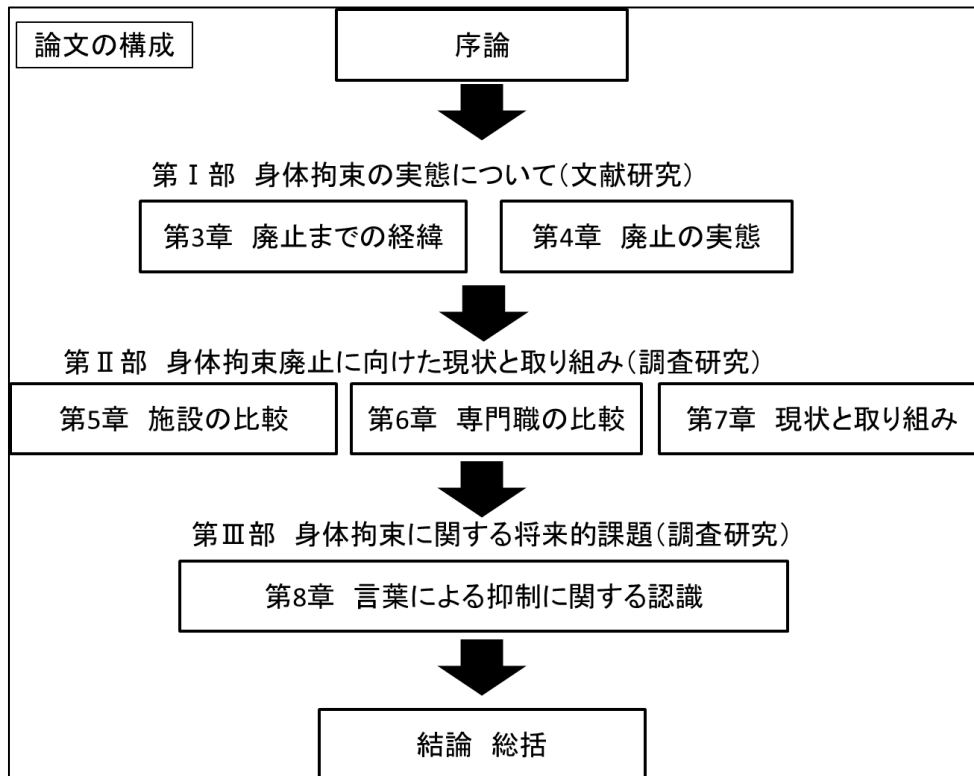 論文の構成
序論
第Ⅰ部 身体拘束の実態について(文献研究)
第3章 廃止までの経緯
第4章 廃止の実態
第Ⅱ部 身体拘束廃止に向けた現状と取り組み(調査研究)
第5章 施設の比較
第6章 専門職の比較
第7章 現状と取り組み
第Ⅲ部 身体拘束に関する将来的課題(調査研究)
第8章 言葉による抑制に関する認識
結論 総括